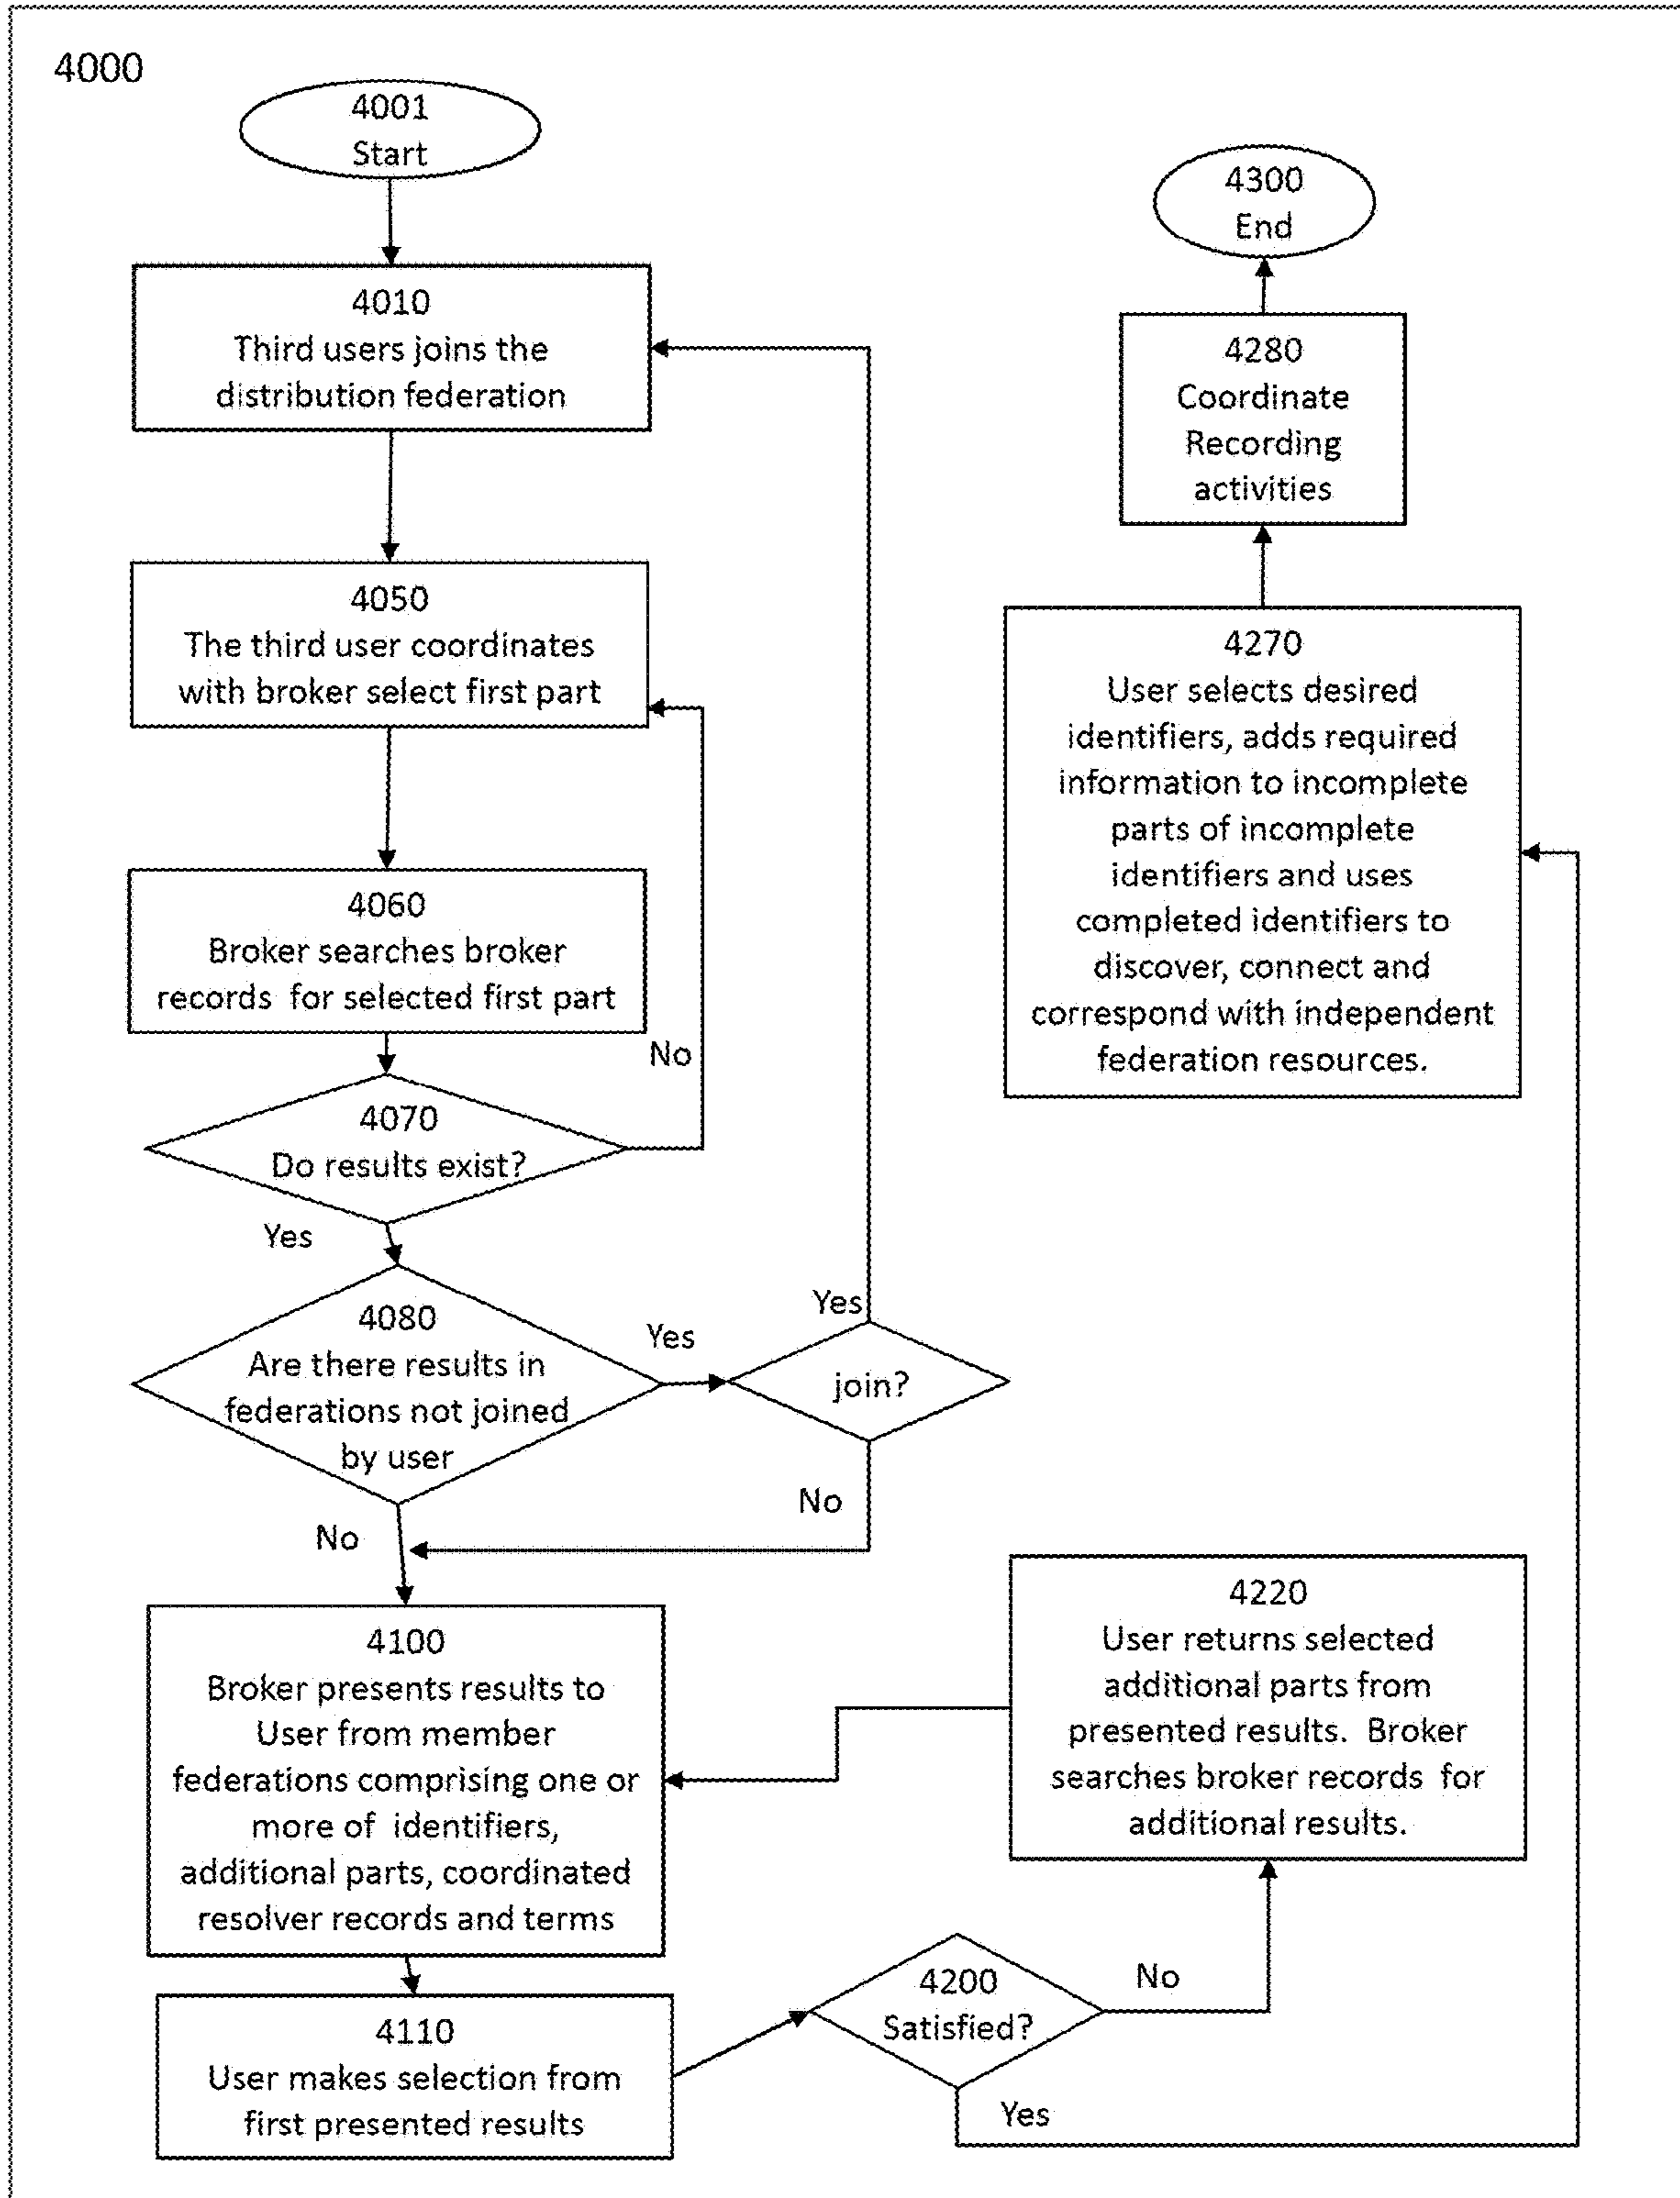 4000
4001
Start
4010
Third users joins the
distribution federation
4050
The third user coordinates
with broker select first part
4060
Broker searches broker
records for selected first part
No
4070
Do results exist?
Yes
4080
Are there results in
federations not joined
by user
Yes
Yes
join?
No
No
4100
Broker presents results to
User from member
federations comprising one or
more of identifiers,
additional parts, coordinated
resolver records and terms
4110
User makes selection from
first presented results
4200
Satisfied?
No
Yes
4220
User returns selected
additional parts from
presented results. Broker
searches broker records for
additional results.
4270
User selects desired
identifiers, adds required
information to incomplete
parts of incomplete
identifiers and uses
completed identifiers to
discover, connect and
correspond with independent
federation resources.
4280
Coordinate
Recording
activities
4300
End